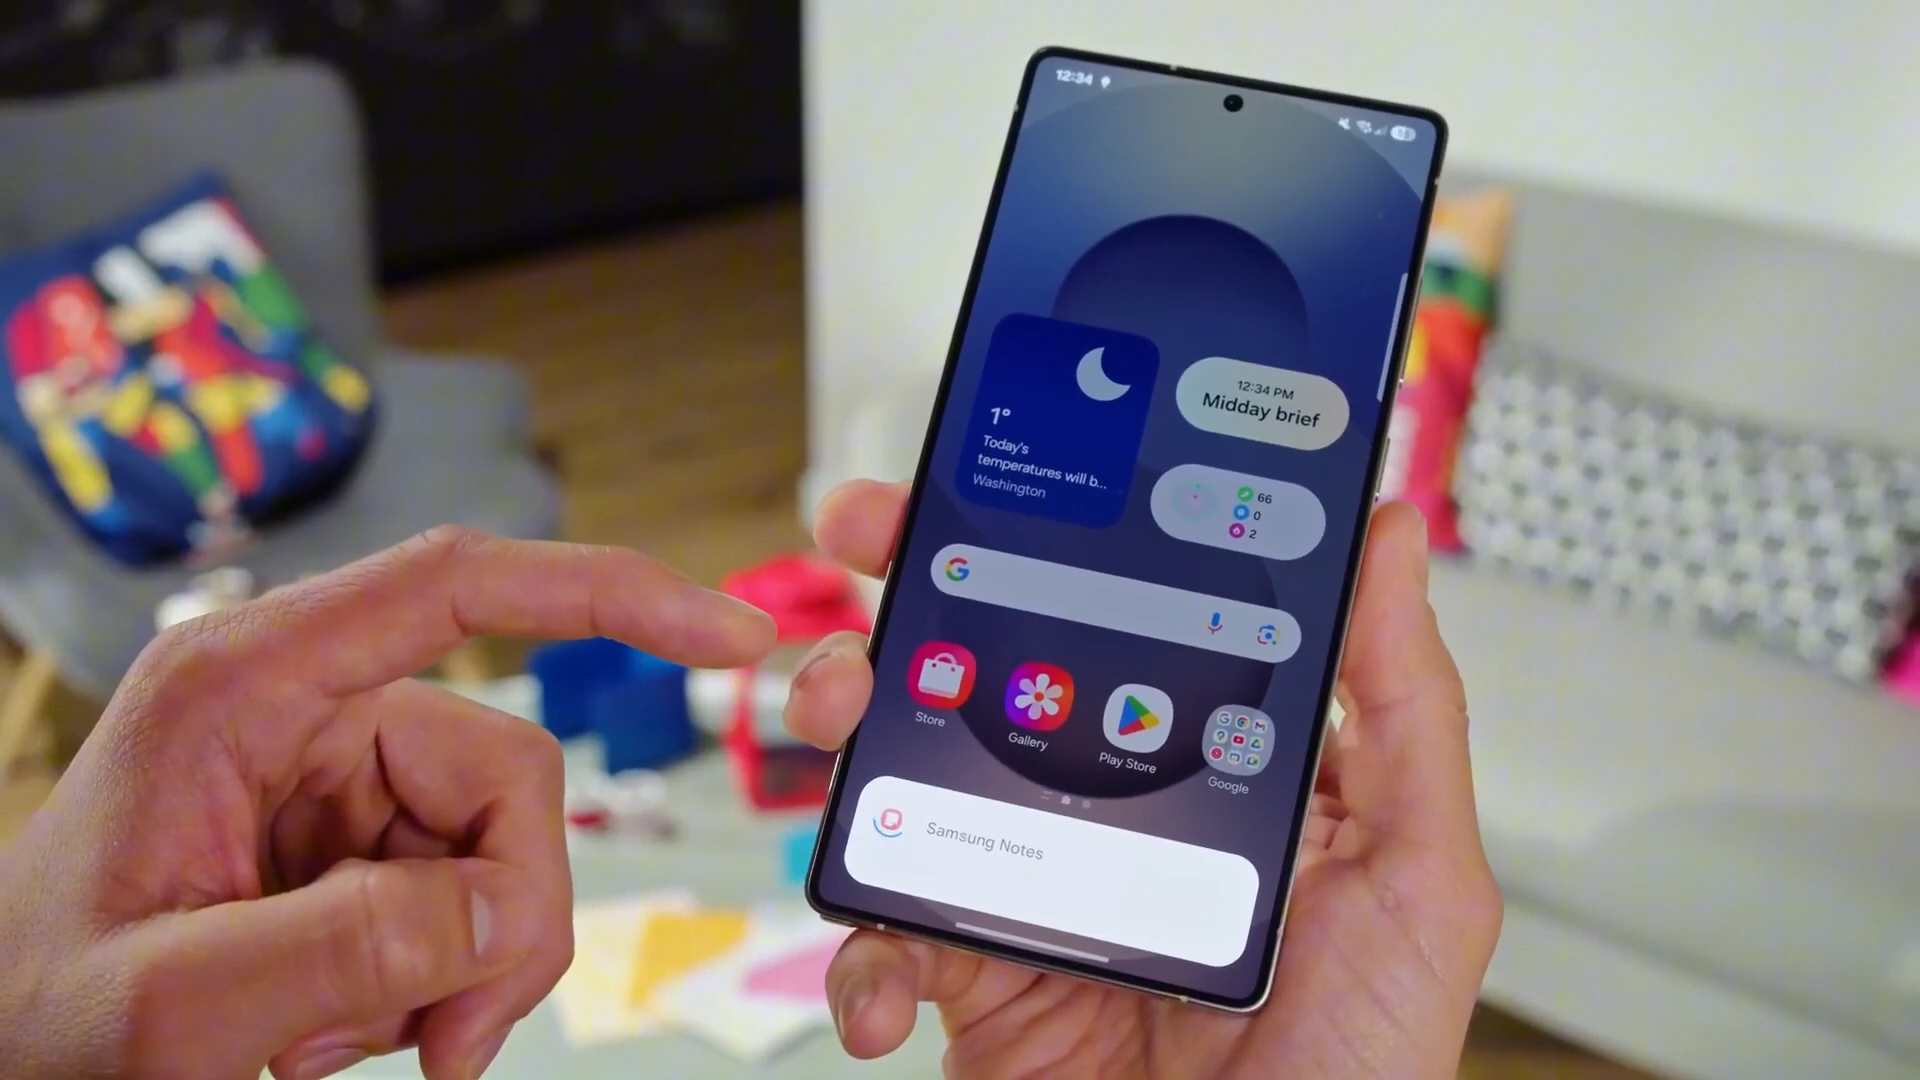 12:34
1°
Today's
temperatures will b...
Washington
12:34 PM
Midday brief
66
0
2
Store
Gallery
Play Store
Google
Samsung Notes